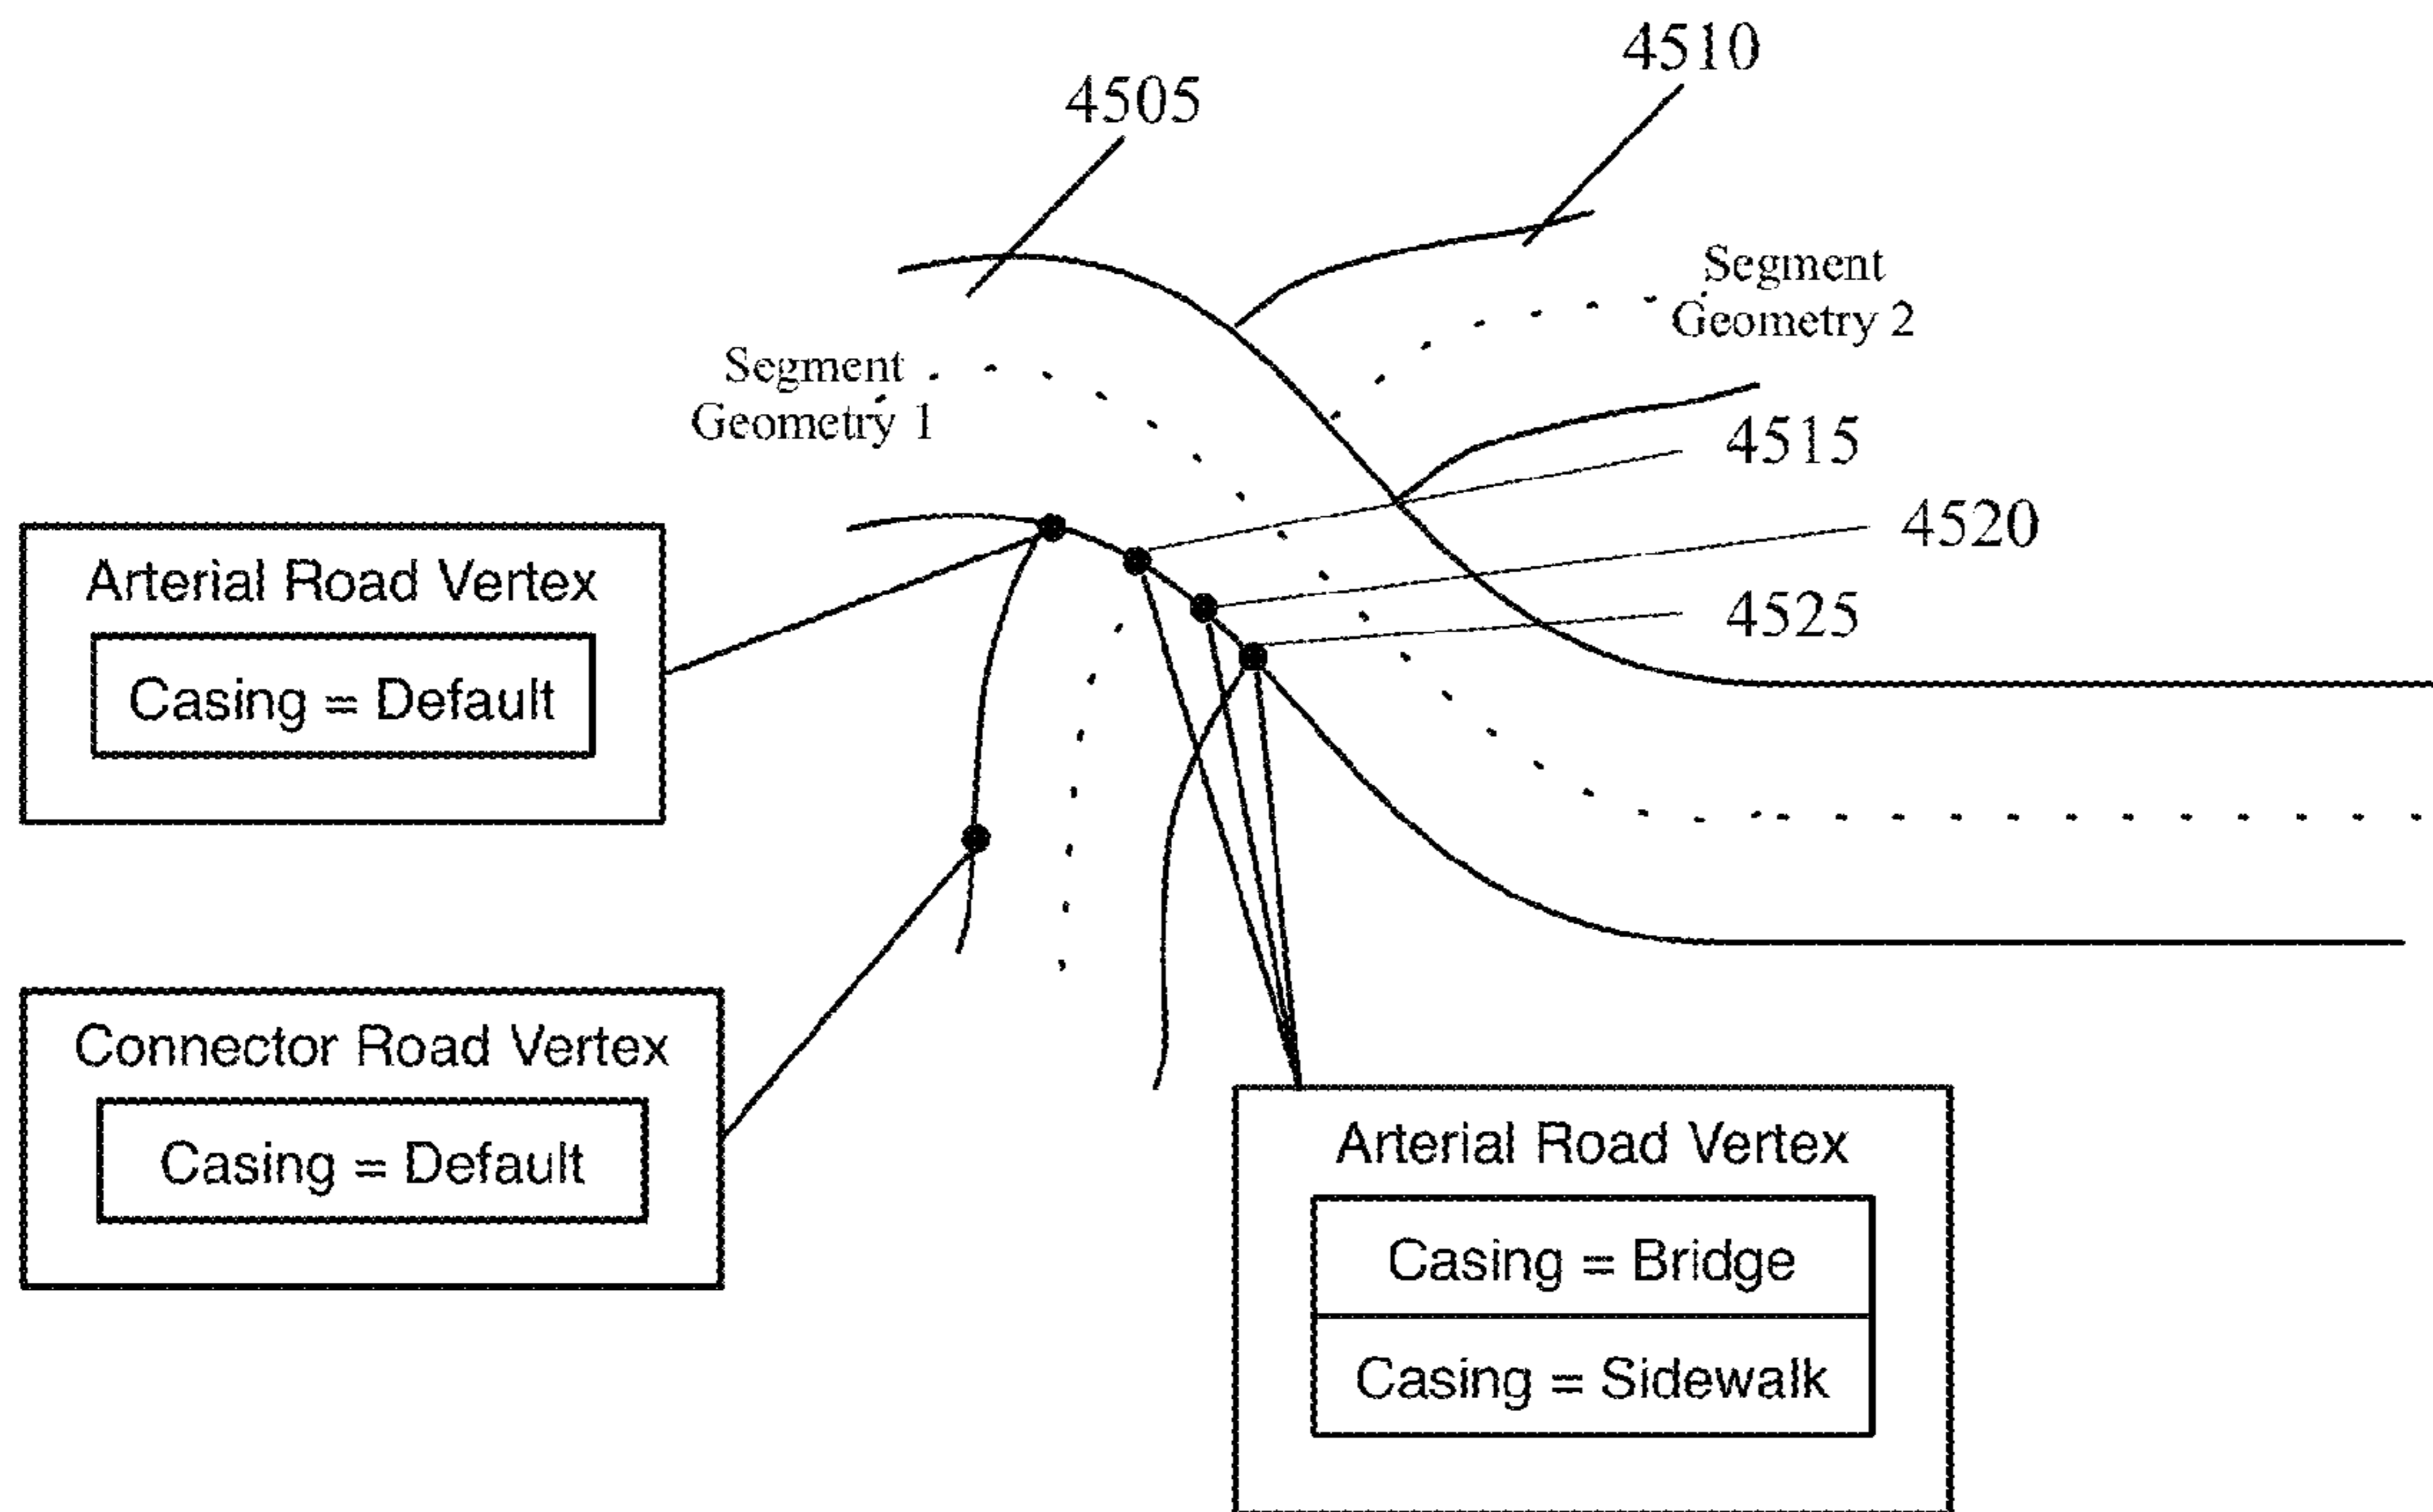 4510
4505
Segment
Geometry 2
Segment
Geometry 1
4515
4520
4525
Arterial Road Vertex
Casing = Default
Connector Road Vertex
Casing = Default
Arterial Road Vertex
Casing = Bridge
Casing = Sidewalk